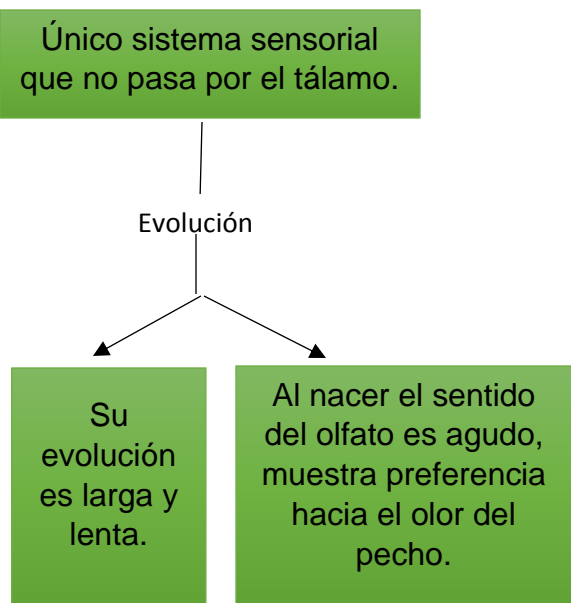 Único sistema sensorial
que no pasa por el tálamo.
Evolución
Su
evolución
es larga y
lenta.
Al nacer el sentido
del olfato es agudo,
muestra preferencia
hacia el olor del
pecho.